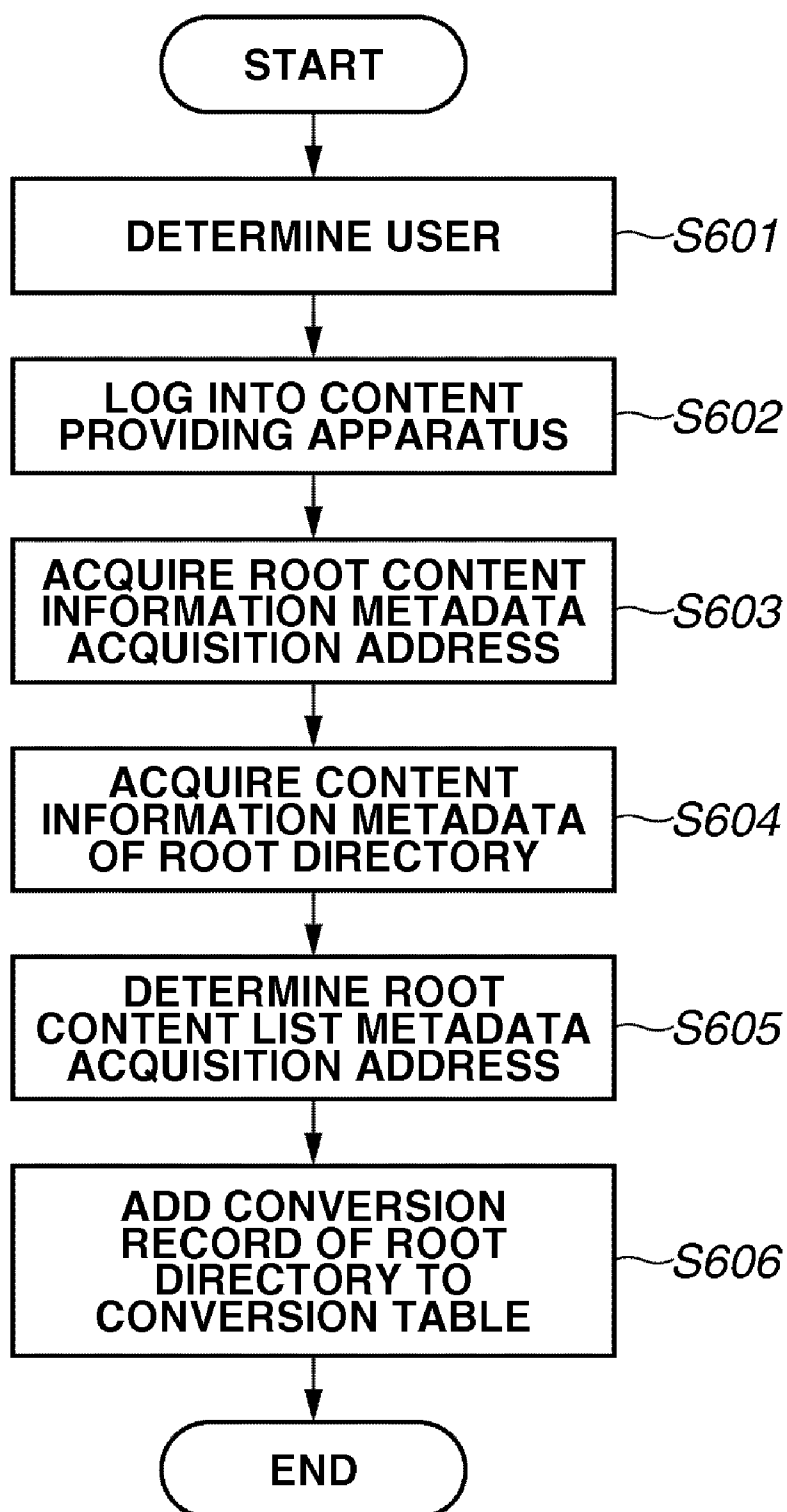 START
DETERMINE USER
S601
LOG INTO CONTENT
PROVIDING APPARATUS
S602
ACQUIRE ROOT CONTENT
INFORMATION METADATA
ACQUISITION ADDRESS
S603
ACQUIRE CONTENT
INFORMATION METADATA
OF ROOT DIRECTORY
S604
DETERMINE ROOT
CONTENT LIST METADATA
ACQUISITION ADDRESS
S605
ADD CONVERSION
RECORD OF ROOT
DIRECTORY TO
CONVERSION TABLE
S606
END